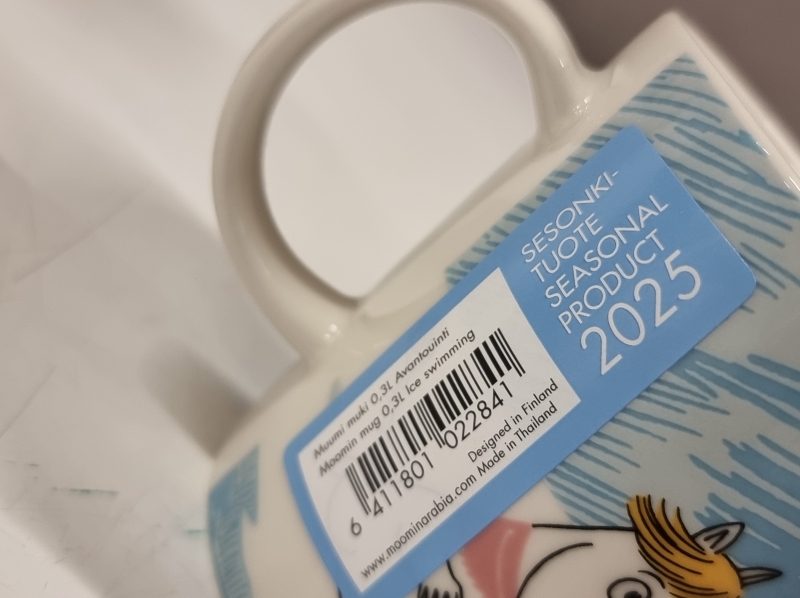 SESONKI-
TUOTE
SEASONAL
PRODUCT
2025
Muumi muki 0,3L Avantouinti
Moomin mug 0,3L Ice swimming
6 411801 022841
Designed in Finland
www.moominarabia.com Made in Thailand